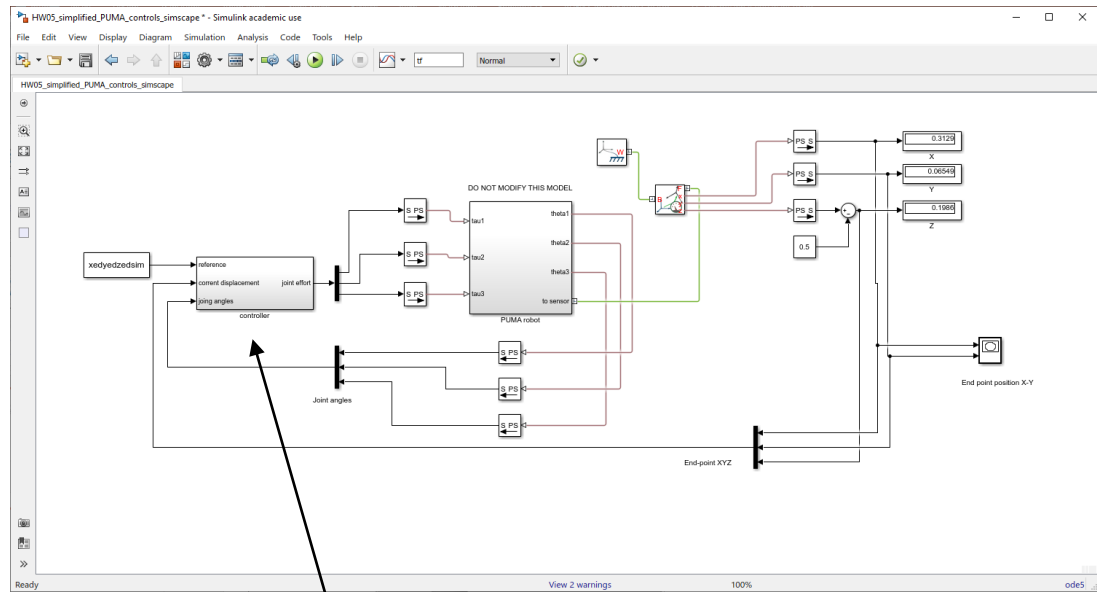 HW05_simplified_PUMA_controls_simscape * - Simulink academic use
File Edit View Display Diagram Simulation Analysis Code Tools Help
tf
Normal
HW05_simplified_PUMA_controls_simscape
W
PS S
0.3129
X
PS S
0.06549
Y
DO NOT MODIFY THIS MODEL
S PS
theta1
PS S
0.1986
Z
tau1
theta2
0.5
S PS
tau2
xedyedzedsim
reference
corrent displacement
joint effort
joing angles
controller
theta3
S PS
tau3
to sensor
PUMA robot
S PS
End point position X-Y
S PS
Joint angles
S PS
End-point XYZ
Ready
View 2 warnings
100%
ode5